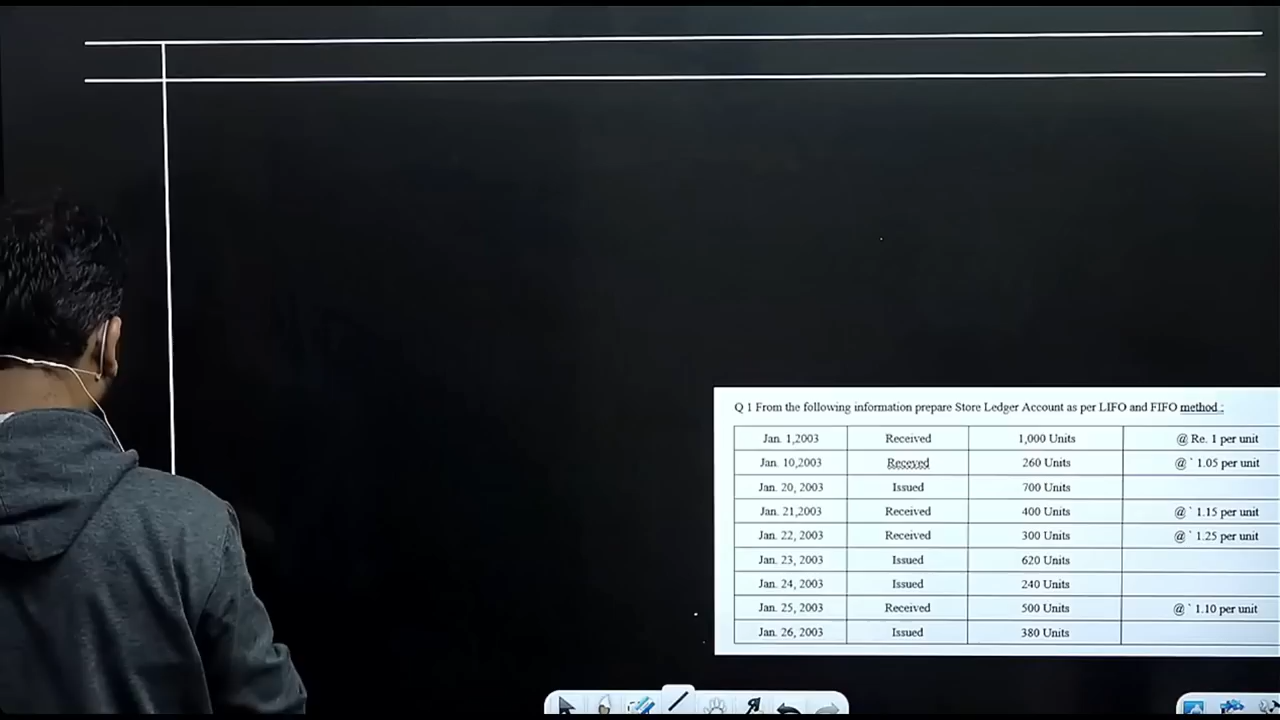 Q 1 From the following information prepare Store Ledger Account as per LIFO and FIFO method :
Jan. 1,2003 Received 1,000 Units @ Re. 1 per unit
Jan. 10,2003 Receved 260 Units @ ` 1.05 per unit
Jan. 20, 2003 Issued 700 Units
Jan. 21,2003 Received 400 Units @ ` 1.15 per unit
Jan. 22, 2003 Received 300 Units @ ` 1.25 per unit
Jan. 23, 2003 Issued 620 Units
Jan. 24, 2003 Issued 240 Units
Jan. 25, 2003 Received 500 Units @ ` 1.10 per unit
Jan. 26, 2003 Issued 380 Units